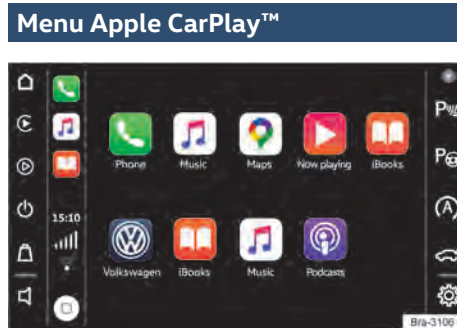 Menu Apple CarPlay™
15:10
Phone
Music
Maps
Now playing
iBooks
Volkswagen
iBooks
Music
Podcasts
P
P
(A)
Bra-3106